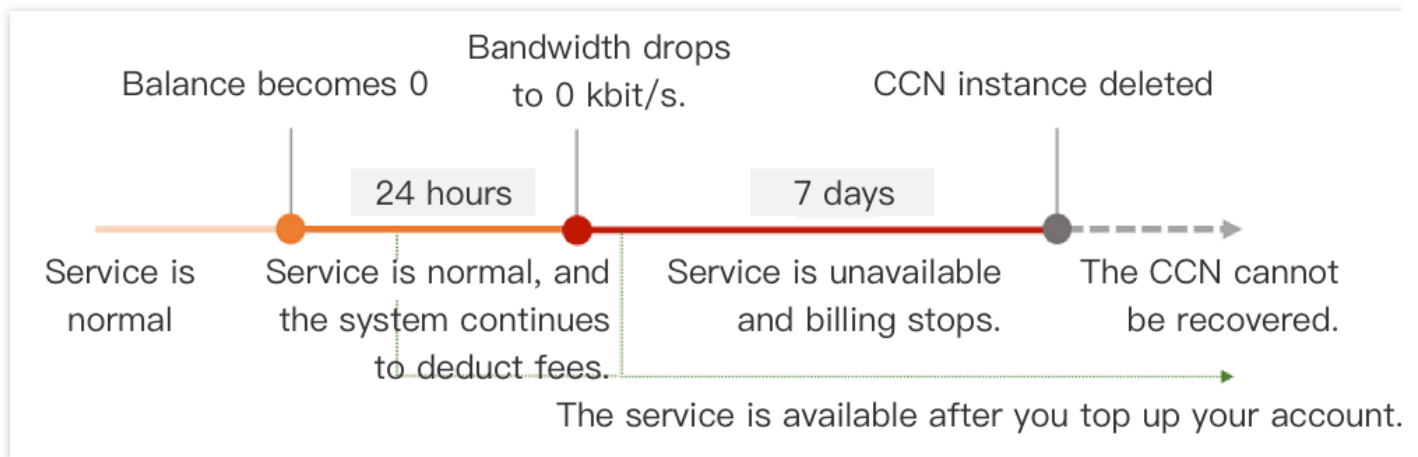 Balance becomes 0
Bandwidth drops
to 0 kbit/s.
CCN instance deleted
24 hours
7 days
Service is
normal
Service is normal, and
the system continues
to deduct fees.
Service is unavailable
and billing stops.
The CCN cannot
be recovered.
The service is available after you top up your account.